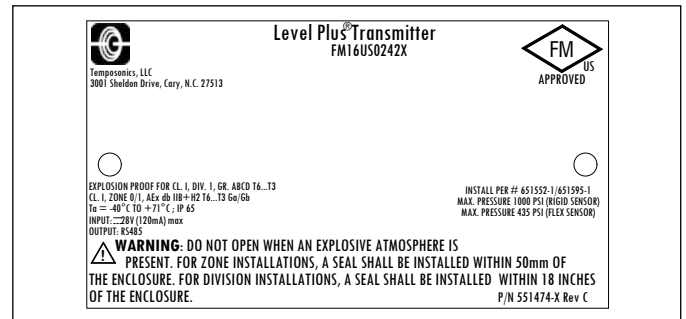 Level Plus® Transmitter
FM16US0242X
FM
US
APPROVED
Temposonics, LLC
3001 Sheldon Drive, Cary, N.C. 27513
EXPLOSION PROOF FOR CL. I, DIV. 1, GR. ABCD T6...T3
CL. I, ZONE 0/1, AEx db IIB+H2 T6...T3 Ga/Gb
Ta = -40°C TO +71°C ; IP 65
INPUT: ⎓28V (120mA) max
OUTPUT: RS485
INSTALL PER # 651552-1/651595-1
MAX. PRESSURE 1000 PSI (RIGID SENSOR)
MAX. PRESSURE 435 PSI (FLEX SENSOR)
WARNING: DO NOT OPEN WHEN AN EXPLOSIVE ATMOSPHERE IS
PRESENT. FOR ZONE INSTALLATIONS, A SEAL SHALL BE INSTALLED WITHIN 50mm OF
THE ENCLOSURE. FOR DIVISION INSTALLATIONS, A SEAL SHALL BE INSTALLED WITHIN 18 INCHES
OF THE ENCLOSURE.
P/N 551474-X Rev C